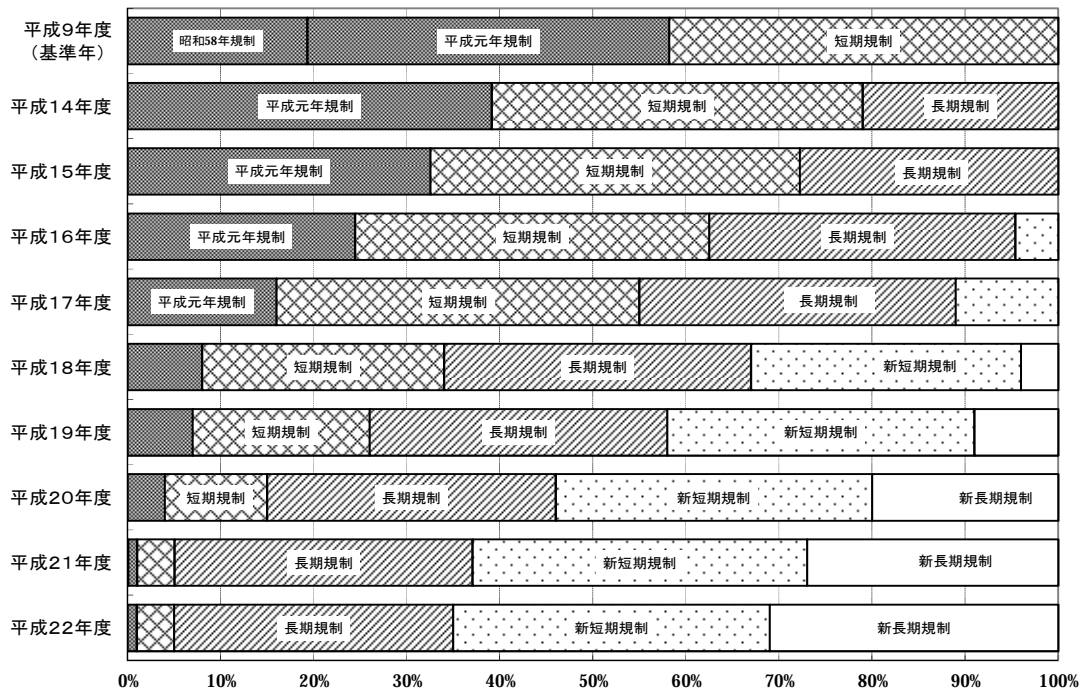 平成9年度
(基準年)
昭和58年規制
平成元年規制
短期規制
平成14年度
平成元年規制
短期規制
長期規制
平成15年度
平成元年規制
短期規制
長期規制
平成16年度
平成元年規制
短期規制
長期規制
平成17年度
平成元年規制
短期規制
長期規制
平成18年度
短期規制
長期規制
新短期規制
平成19年度
短期規制
長期規制
新短期規制
平成20年度
短期規制
長期規制
新短期規制
新長期規制
平成21年度
長期規制
新短期規制
新長期規制
平成22年度
長期規制
新短期規制
新長期規制
0% 10% 20% 30% 40% 50% 60% 70% 80% 90% 100%